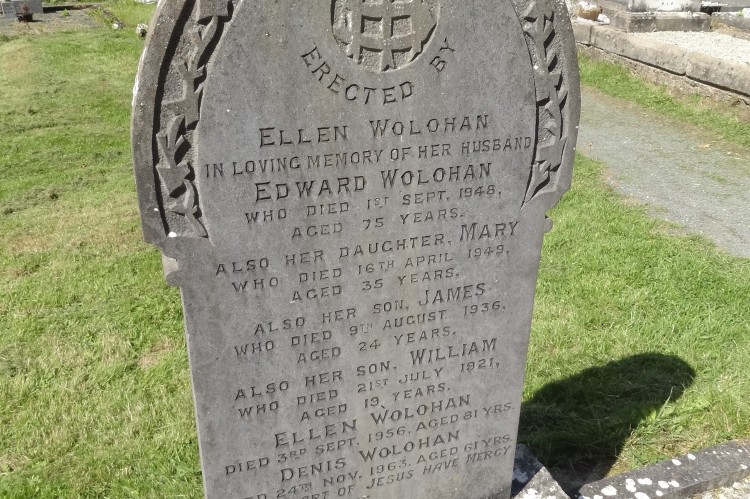 ERECTED BY
ELLEN WOLOHAN
IN LOVING MEMORY OF HER HUSBAND
EDWARD WOLOHAN
WHO DIED 1ST SEPT. 1948,
AGED 75 YEARS.
ALSO HER DAUGHTER, MARY
WHO DIED 16TH APRIL 1949,
AGED 35 YEARS.
ALSO HER SON, JAMES
WHO DIED 9TH AUGUST 1936,
AGED 24 YEARS.
ALSO HER SON, WILLIAM
WHO DIED 21ST JULY 1921,
AGED 19 YEARS.
ELLEN WOLOHAN
DIED 3RD SEPT. 1956, AGED 81 YRS.
DENIS WOLOHAN
24TH NOV. 1963, AGED 61 YRS.
OF JESUS HAVE MERCY